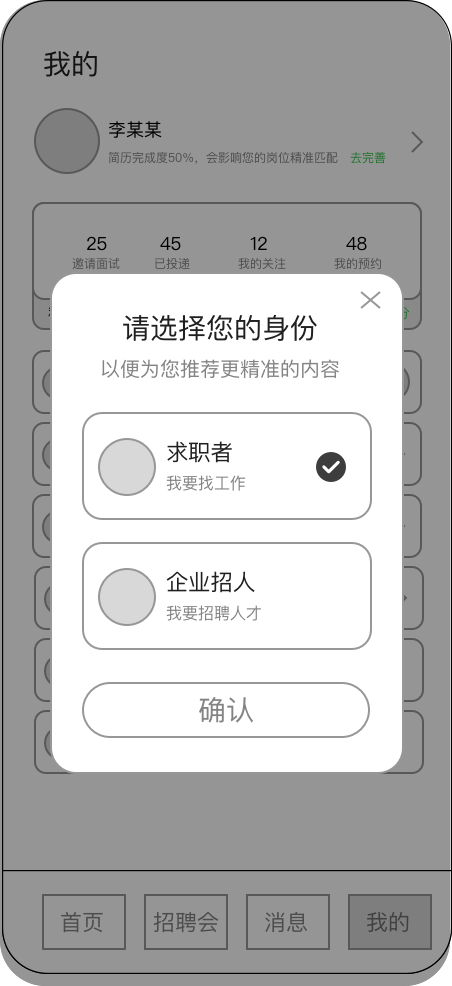 我的
李某某
简历完成度50%，会影响您的岗位精准匹配 去完善
25 45 12 48
邀请面试 已投递 我的关注 我的预约
请选择您的身份
以便为您推荐更精准的内容
求职者
我要找工作
企业招人
我要招聘人才
确认
首页 招聘会 消息 我的